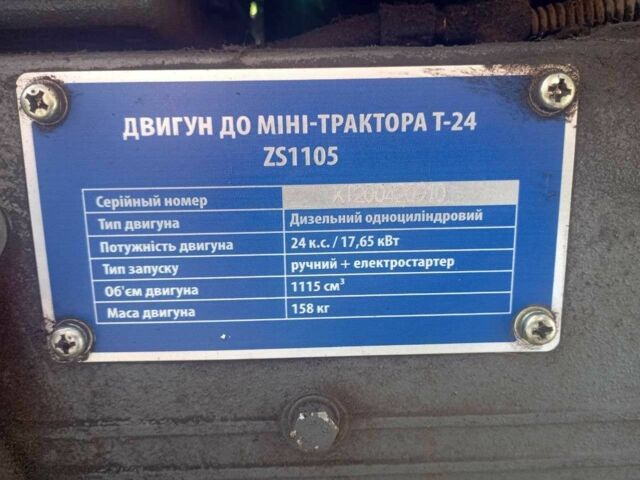 ДВИГУН ДО МІНІ-ТРАКТОРА Т-24
ZS1105
Серійный номер
Тип двигуна Дизельний одноциліндровий
Потужність двигуна 24 к.с. / 17,65 кВт
Тип запуску ручний + електростартер
Об'єм двигуна 1115 см³
Маса двигуна 158 кг